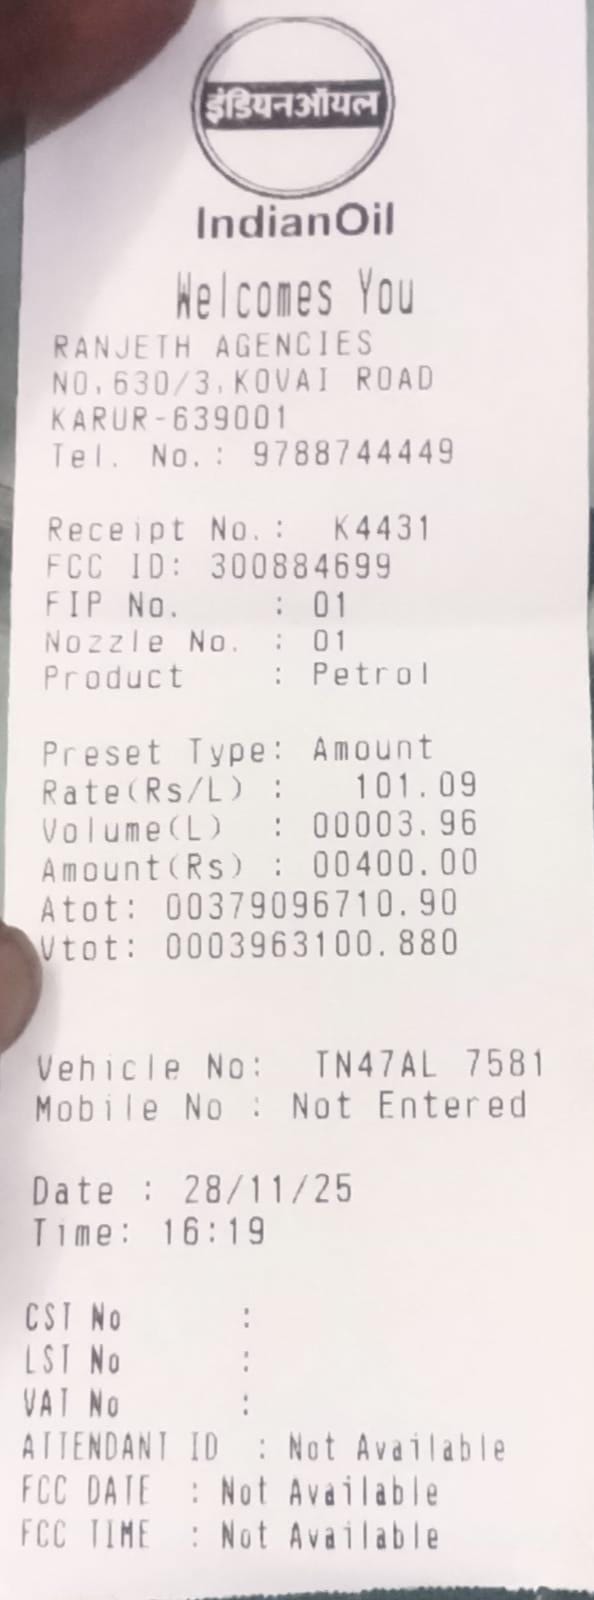 इंडियनऑयल
IndianOil
Welcomes You
RANJETH AGENCIES
NO.630/3,KOVAI ROAD
KARUR-639001
Tel. No.: 9788744449
Receipt No.: K4431
FCC ID: 300884699
FIP No. : 01
Nozzle No. : 01
Product : Petrol
Preset Type: Amount
Rate(Rs/L) : 101.09
Volume(L) : 00003.96
Amount(Rs) : 00400.00
Atot: 00379096710.90
Vtot: 0003963100.880
Vehicle No: TN47AL 7581
Mobile No : Not Entered
Date : 28/11/25
Time: 16:19
CST No :
LST No :
VAT No :
ATTENDANT ID : Not Available
FCC DATE : Not Available
FCC TIME : Not Available